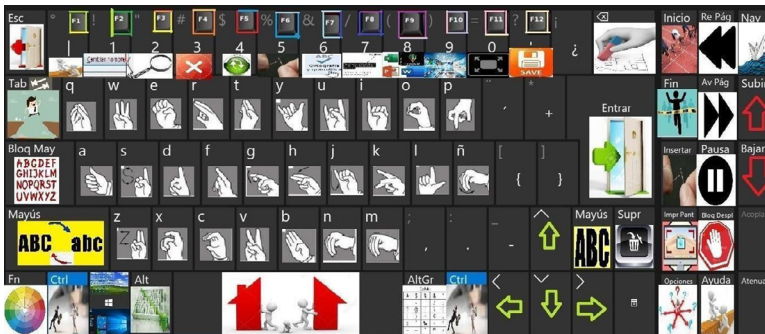 Esc F1 F2 F3 F4 F5 F6 F7 F8 F9 F10 F11 F12 Inicio Re Pág Nav
° ! " # $ % & / ( ) = ? ¡
| 2 3 4 5 6 7 8 9 0 ' ¿
Cambiar nombre SAVE
Tab q w e r t y u i o p ´ * + Entrar Fin Av Pág Subir
Bloq May a s d f g h j k l ñ [ { ] } Insertar Pausa Bajar
ABCDEF
GHIJKLM
NOPQRST
UVWXYZ
Mayús z x c v b n m ; , : . _ - ^ Mayús Supr Impr Pant Bloq Despl
ABC abc ABC
Fn Ctrl Alt AltGr Ctrl < > Opciones Ayuda